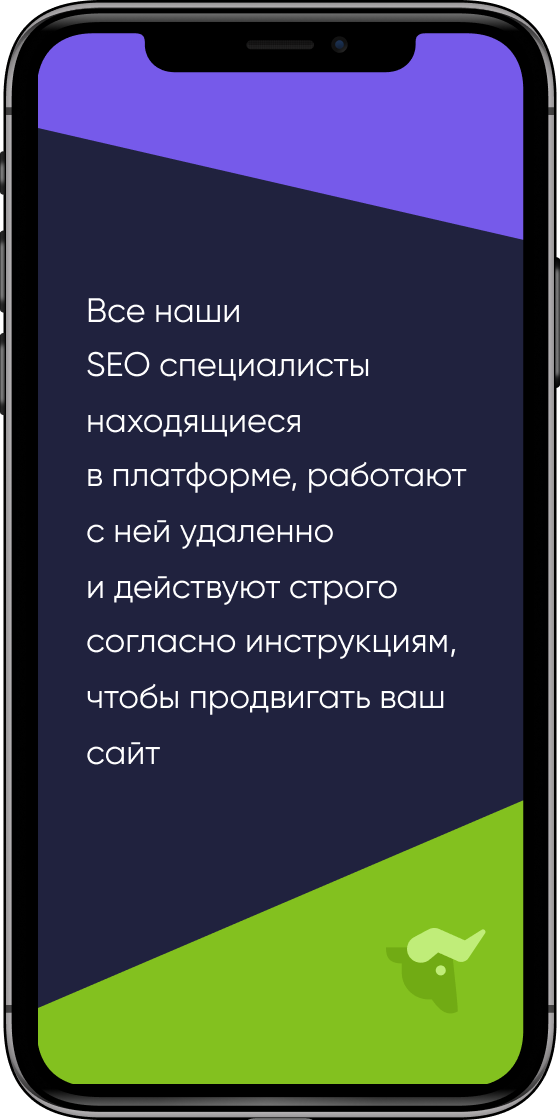 Все наши
SEO специалисты
находящиеся
в платформе, работают
с ней удаленно
и действуют строго
согласно инструкциям,
чтобы продвигать ваш
сайт